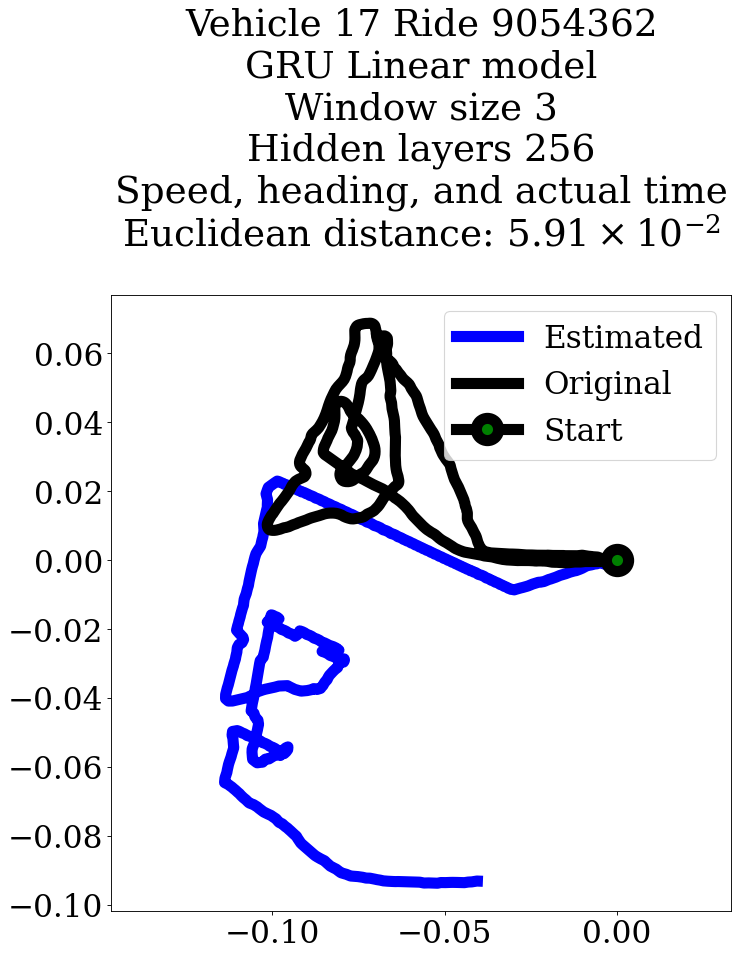 Vehicle 17 Ride 9054362
GRU Linear model
Window size 3
Hidden layers 256
Speed, heading, and actual time
Euclidean distance: 5.91 × 10⁻²
Estimated
Original
Start
0.06
0.04
0.02
0.00
−0.02
−0.04
−0.06
−0.08
−0.10
−0.10 −0.05 0.00